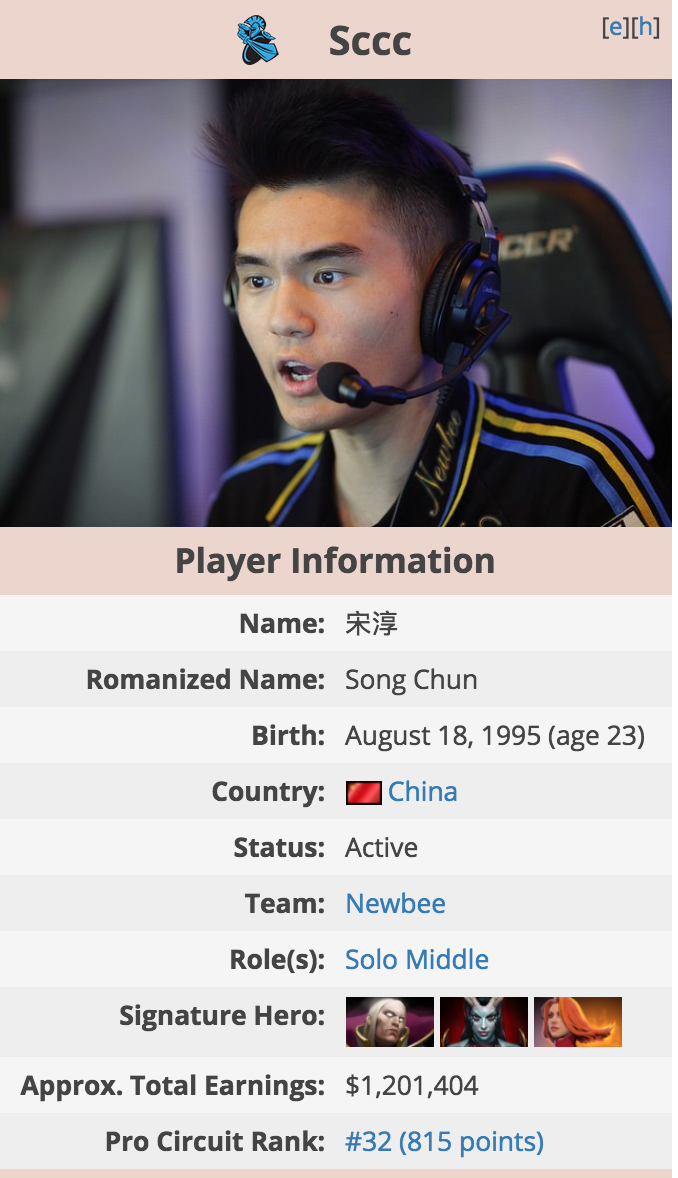 Sccc
[e][h]
CER
Newbee
Player Information
Name: 宋淳
Romanized Name: Song Chun
Birth: August 18, 1995 (age 23)
Country: China
Status: Active
Team: Newbee
Role(s): Solo Middle
Signature Hero:
Approx. Total Earnings: $1,201,404
Pro Circuit Rank: #32 (815 points)